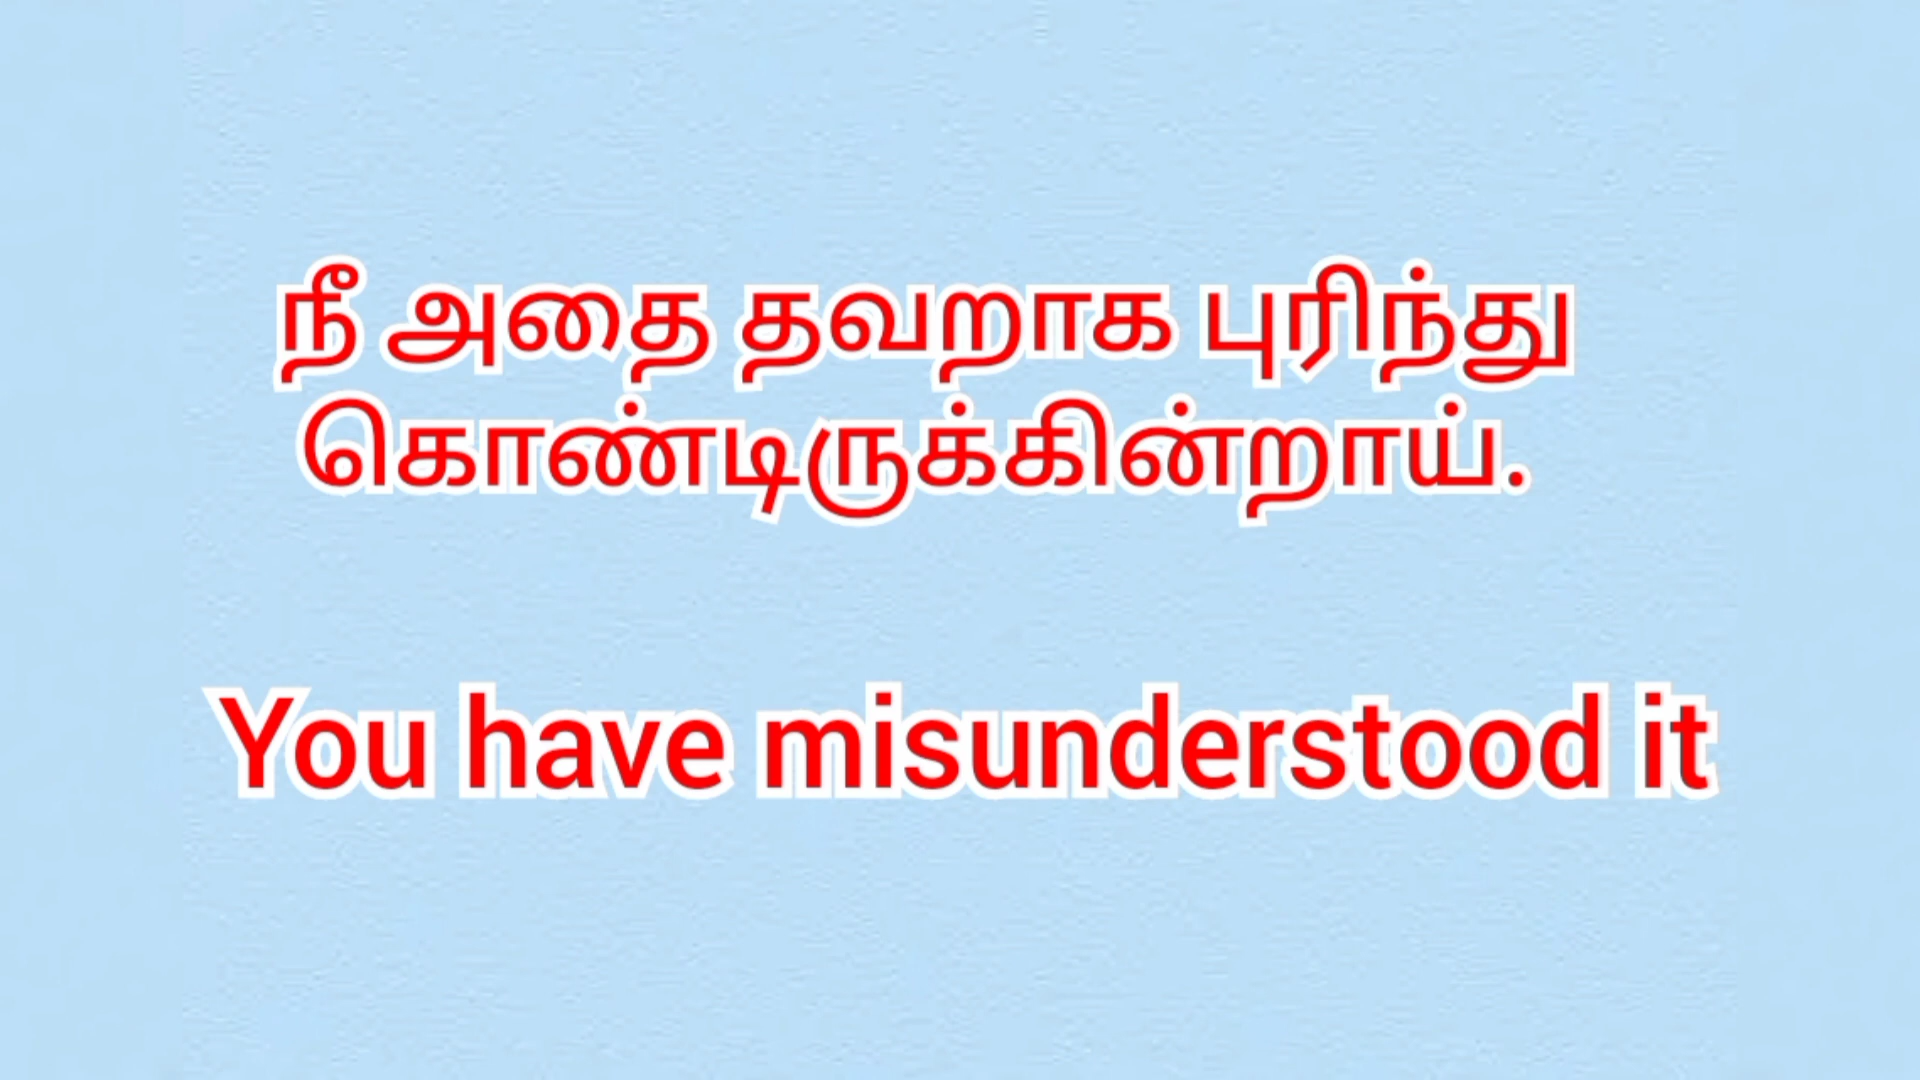 நீ அதை தவறாக புரிந்து
கொண்டிருக்கின்றாய்.
You have misunderstood it